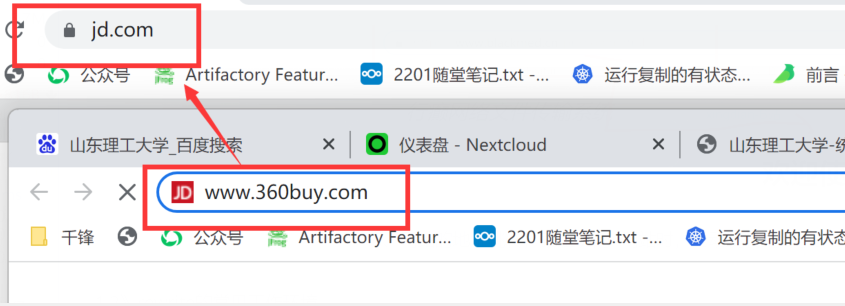 jd.com
公众号 Artifactory Featur... 2201随堂笔记.txt -... 运行复制的有状态... 前言
du 山东理工大学_百度搜索 仪表盘 - Nextcloud 山东理工大学-
JD www.360buy.com
千锋 公众号 Artifactory Featur... 2201随堂笔记.txt -... 运行复制的有状态